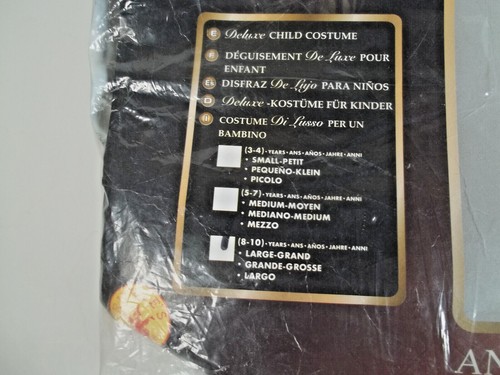 E Deluxe CHILD COSTUME
F DÉGUISEMENT De Luxe POUR
ENFANT
Es DISFRAZ De Lujo PARA NIÑOS
D Deluxe-KOSTÜME FÜR KINDER
COSTUME Di Lusso PER UN
BAMBINO
(3-4)-YEARS•ANS•AÑOS•JAHRE•ANNI
• SMALL-PETIT
• PEQUEÑO-KLEIN
• PICOLO
(5-7)-YEARS•ANS•AÑOS•JAHRE•ANNI
• MEDIUM-MOYEN
• MEDIANO-MEDIUM
• MEZZO
(8-10)-YEARS•ANS•AÑOS•JAHRE•ANNI
• LARGE-GRAND
• GRANDE-GROSSE
• LARGO
AN